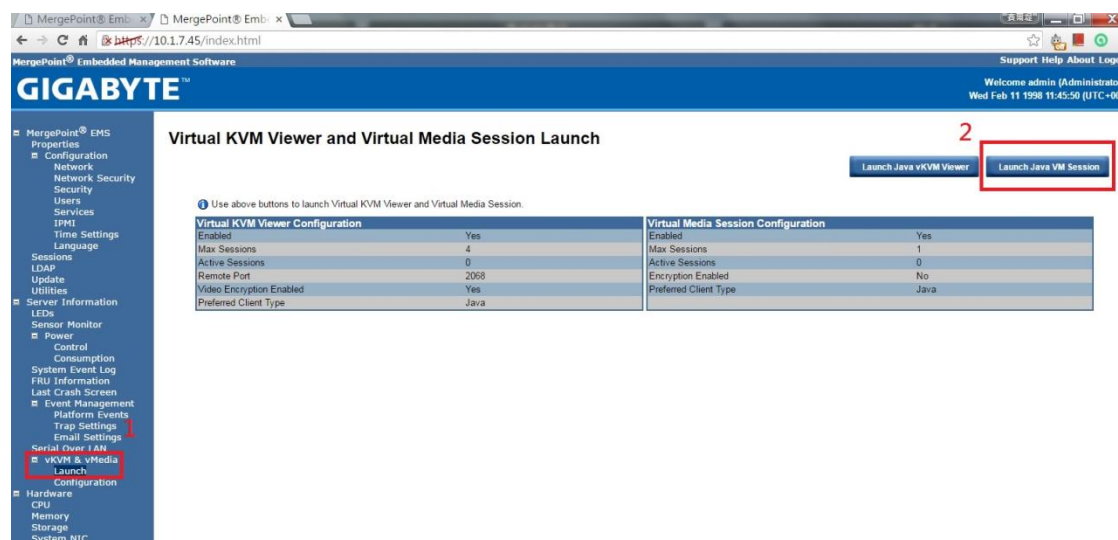 MergePoint® Emb
MergePoint® Emb
https://10.1.7.45/index.html
MergePoint® Embedded Management Software
Support Help About Log
GIGABYTE™
Welcome admin (Administrato
Wed Feb 11 1998 11:45:50 (UTC+0
MergePoint® EMS
Properties
Configuration
Network
Network Security
Security
Users
Services
IPMI
Time Settings
Language
Sessions
LDAP
Update
Utilities
Server Information
LEDs
Sensor Monitor
Power
Control
Consumption
System Event Log
FRU Information
Last Crash Screen
Event Management
Platform Events
Trap Settings
Email Settings
1
Serial Over LAN
vKVM & vMedia
Launch
Configuration
Hardware
CPU
Memory
Storage
System NIC
Virtual KVM Viewer and Virtual Media Session Launch
2
Launch Java vKVM Viewer
Launch Java VM Session
Use above buttons to launch Virtual KVM Viewer and Virtual Media Session.
Virtual KVM Viewer Configuration
Enabled Yes
Max Sessions 4
Active Sessions 0
Remote Port 2068
Video Encryption Enabled Yes
Preferred Client Type Java
Virtual Media Session Configuration
Enabled Yes
Max Sessions 1
Active Sessions 0
Encryption Enabled No
Preferred Client Type Java